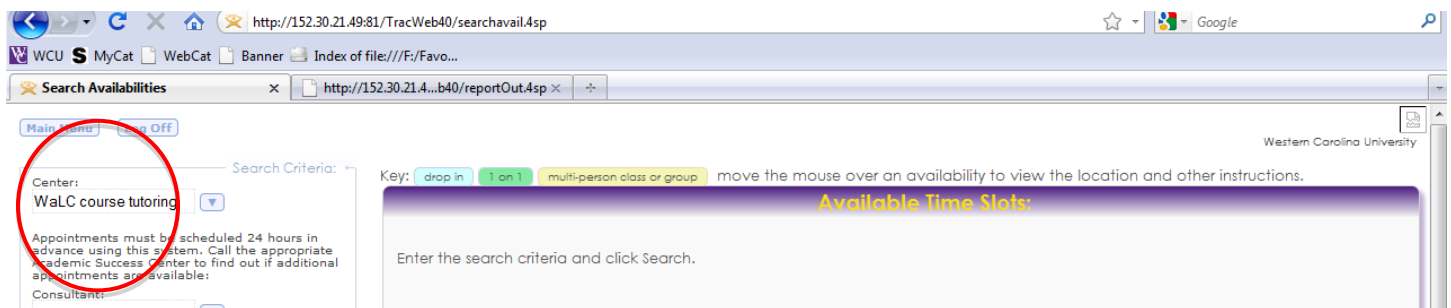 http://152.30.21.49:81/TracWeb40/searchavail.4sp
Google
WCU S MyCat WebCat Banner Index of file:///F:/Favo...
Search Availabilities
http://152.30.21.4...b40/reportOut.4sp
Main Menu Log Off
Western Carolina University
Search Criteria:
Center:
WaLC course tutoring
Appointments must be scheduled 24 hours in
advance using this system. Call the appropriate
Academic Success Center to find out if additional
appointments are available:
Consultant:
Key: drop in 1 on 1 multi-person class or group move the mouse over an availability to view the location and other instructions.
Available Time Slots:
Enter the search criteria and click Search.